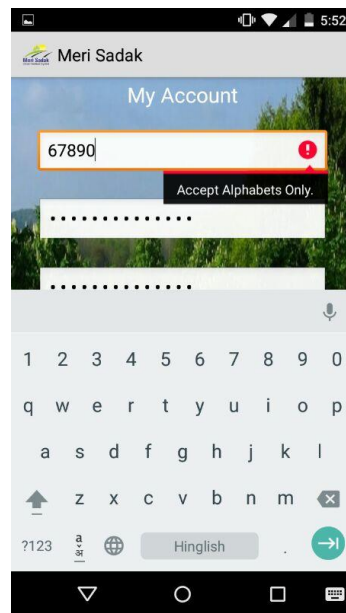 5:52
Meri Sadak
My Account
67890
Accept Alphabets Only.
1 2 3 4 5 6 7 8 9 0
q w e r t y u i o p
a s d f g h j k l
z x c v b n m
?123 a अ Hinglish .